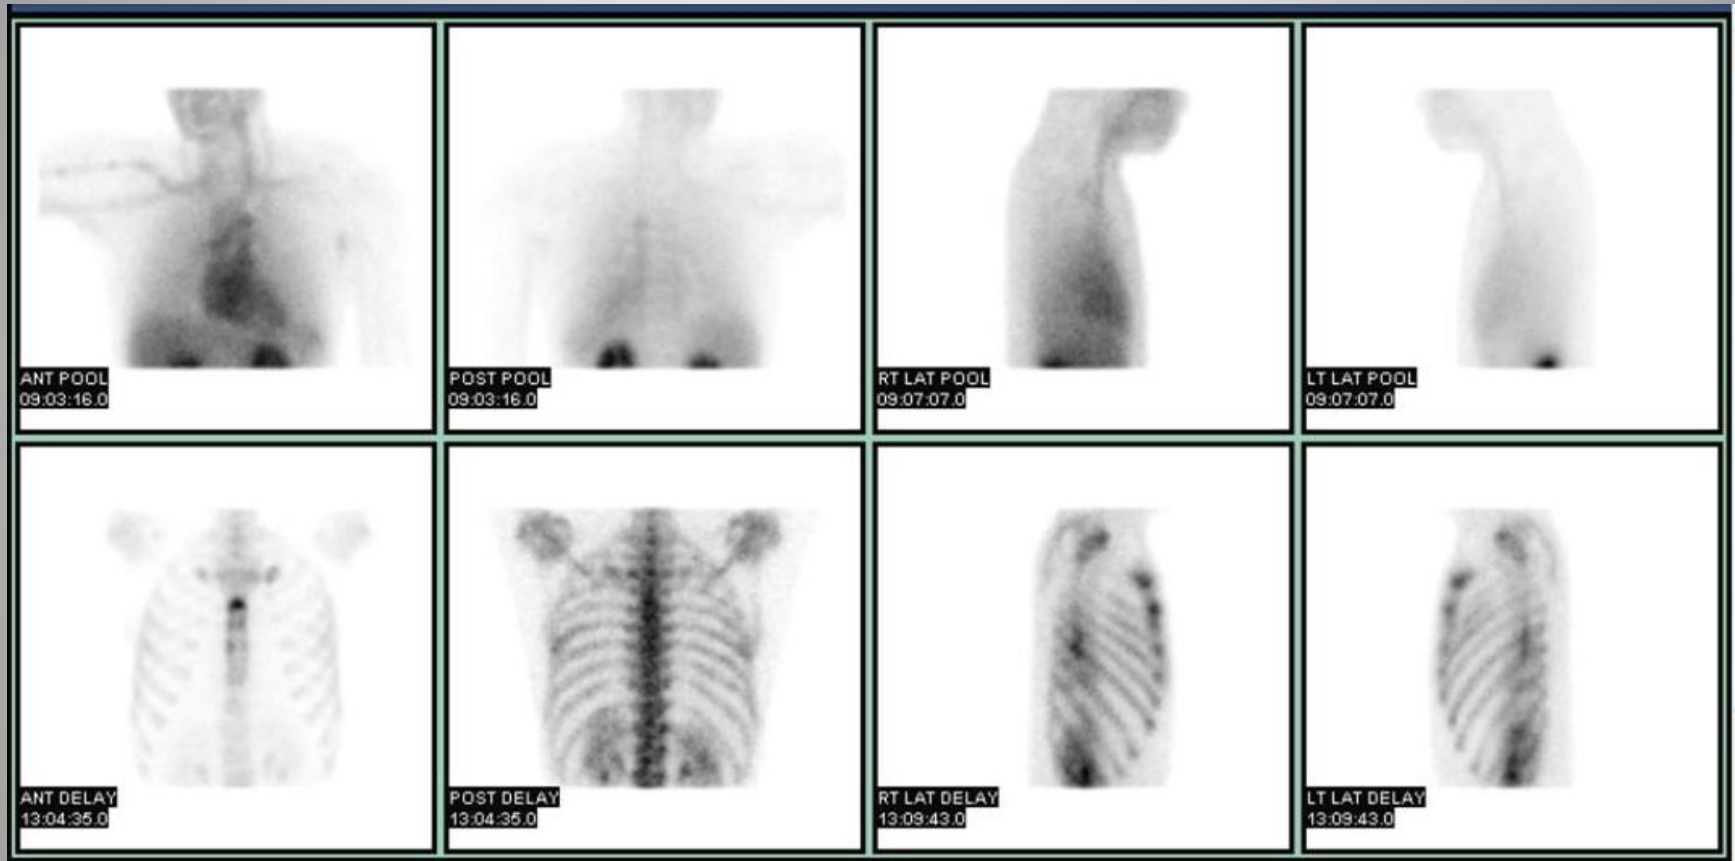 ANT POOL
09:03:16.0
POST POOL
09:03:16.0
RT LAT POOL
09:07:07.0
LT LAT POOL
09:07:07.0
ANT DELAY
13:04:35.0
POST DELAY
13:04:35.0
RT LAT DELAY
13:09:43.0
LT LAT DELAY
13:09:43.0